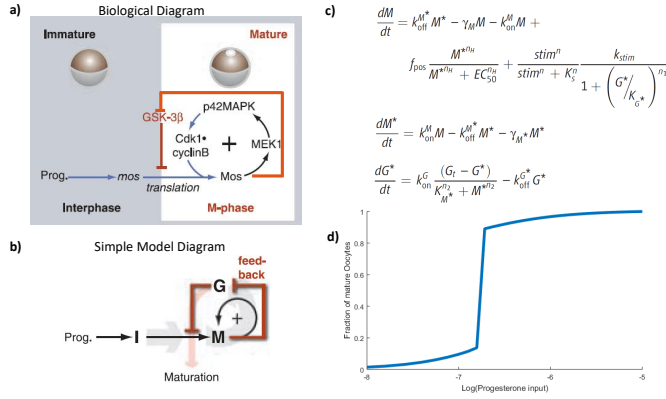 a)
Biological Diagram
Immature
Mature
p42MAPK
GSK-3β
Cdk1•
cyclinB
+
MEK1
Prog.
mos
translation
Mos
Interphase
M-phase
b)
Simple Model Diagram
feed-
back
G
+
Prog.
I
M
Maturation
c)
dM/dt = k_off^{M*} M* − γ_M M − k_on^M M +
f_pos M*^{n_H} / (M*^{n_H} + EC_50^{n_H}) + stim^n / (stim^n + K_s^n) k_stim / (1 + (G*/K_{G*})^{n_1})
dM*/dt = k_on^M M − k_off^{M*} M* − γ_{M*} M*
dG*/dt = k_on^G (G_t − G*) / (K_{M*}^{n_2} + M*^{n_2}) − k_off^{G*} G*
d)
Fraction of mature Oocytes
1
0.8
0.6
0.4
0.2
0
-8
-7
-6
-5
Log(Progesterone input)